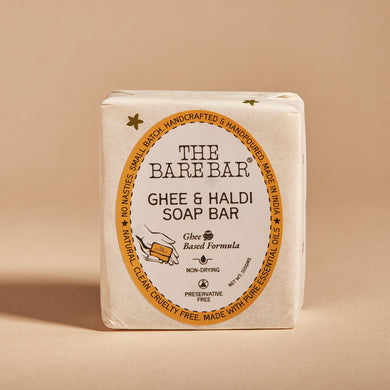 NO NASTIES. SMALL BATCH. HANDCRAFTED & HANDPOURED. MADE IN INDIA
THE
BARE BAR®
GHEE & HALDI
SOAP BAR
Ghee
Based Formula
NON-DRYING
PRESERVATIVE
FREE
NET WT. 100GMS
NATURAL. CLEAN. CRUELTY FREE. MADE WITH PURE ESSENTIAL OILS